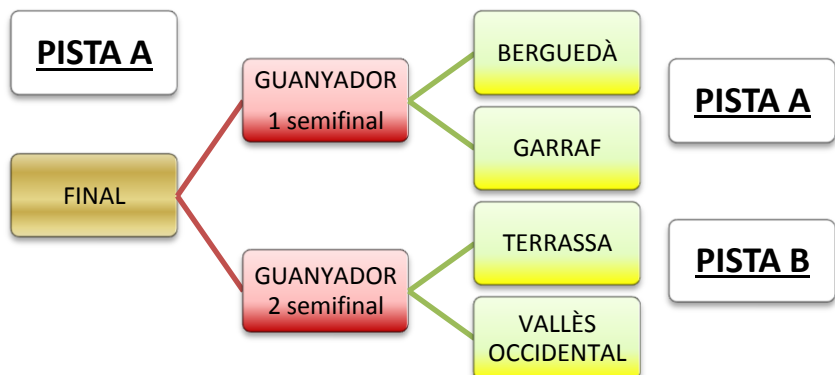 PISTA A
FINAL
GUANYADOR
1 semifinal
GUANYADOR
2 semifinal
BERGUEDÀ
GARRAF
TERRASSA
VALLÈS
OCCIDENTAL
PISTA A
PISTA B